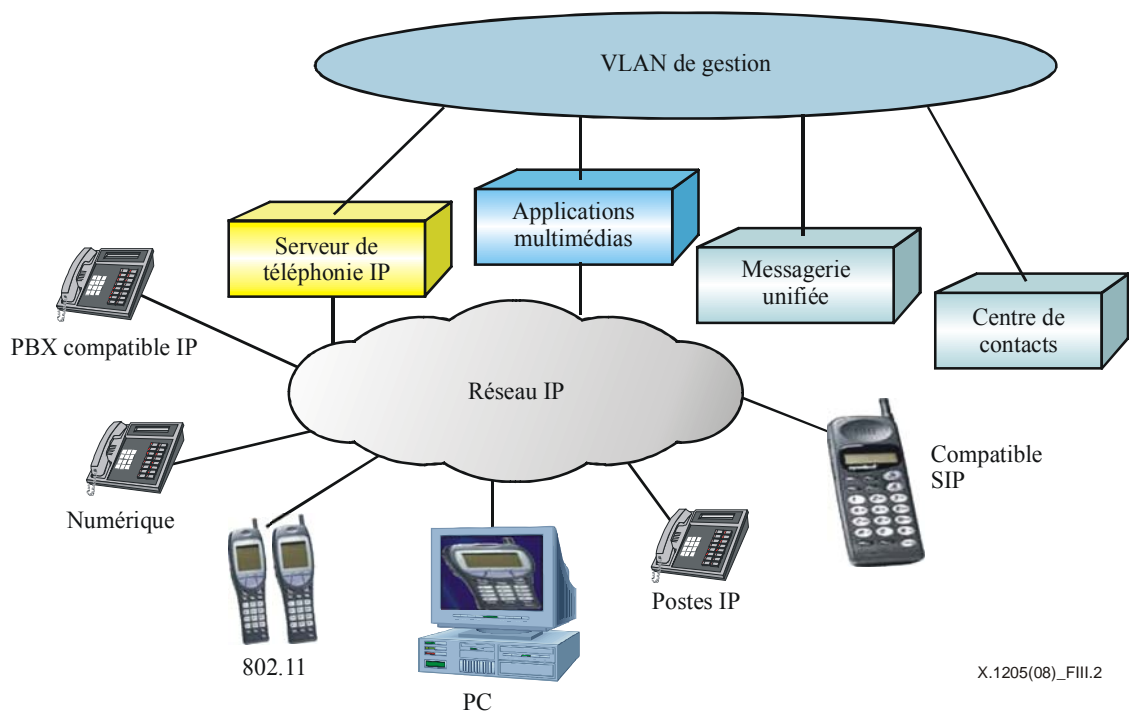 VLAN de gestion
Applications
multimédias
Serveur de
téléphonie IP
Messagerie
unifiée
Centre de
contacts
PBX compatible IP
Réseau IP
Compatible
SIP
Numérique
Postes IP
802.11
PC
X.1205(08)_FIII.2